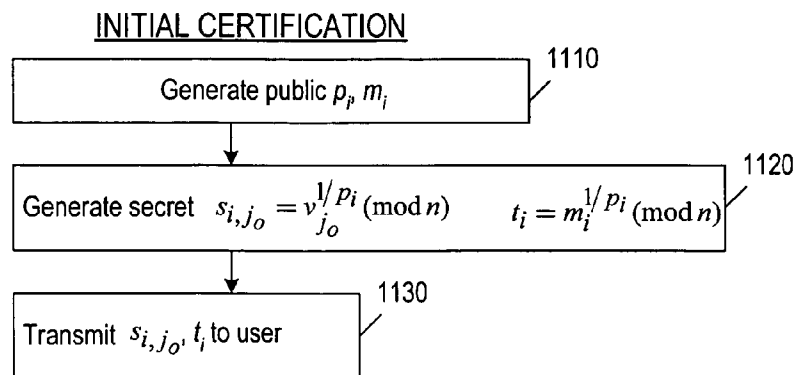 INITIAL CERTIFICATION
1110
Generate public p_i, m_i
1120
Generate secret s_{i,j_o} = v_{j_o}^{1/p_i} (mod n) t_i = m_i^{1/p_i} (mod n)
1130
Transmit s_{i,j_o}, t_i to user